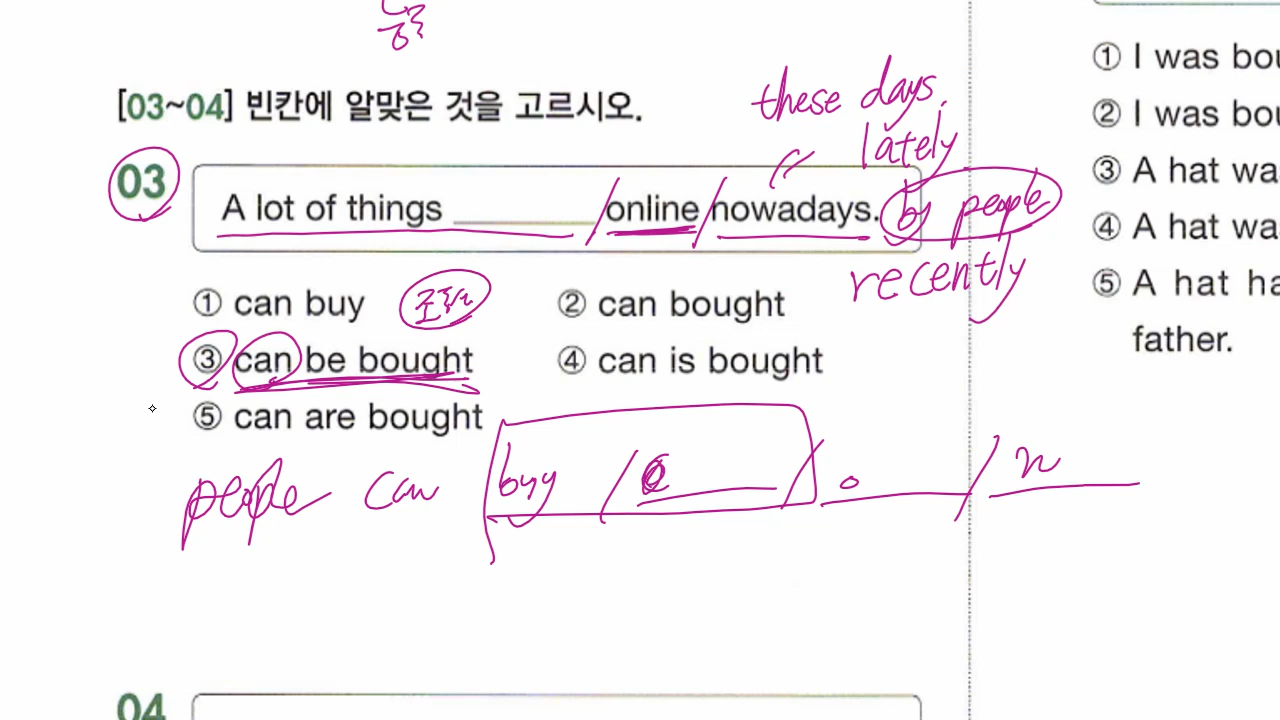 [03~04] 빈칸에 알맞은 것을 고르시오.
these days,
lately
03
A lot of things ________ / online / nowadays. by people
recently
① can buy
② can bought
③ can be bought
④ can is bought
⑤ can are bought
people can buy / / o / n
04
① I was bou
② I was bou
③ A hat wa
④ A hat wa
⑤ A hat ha
father.